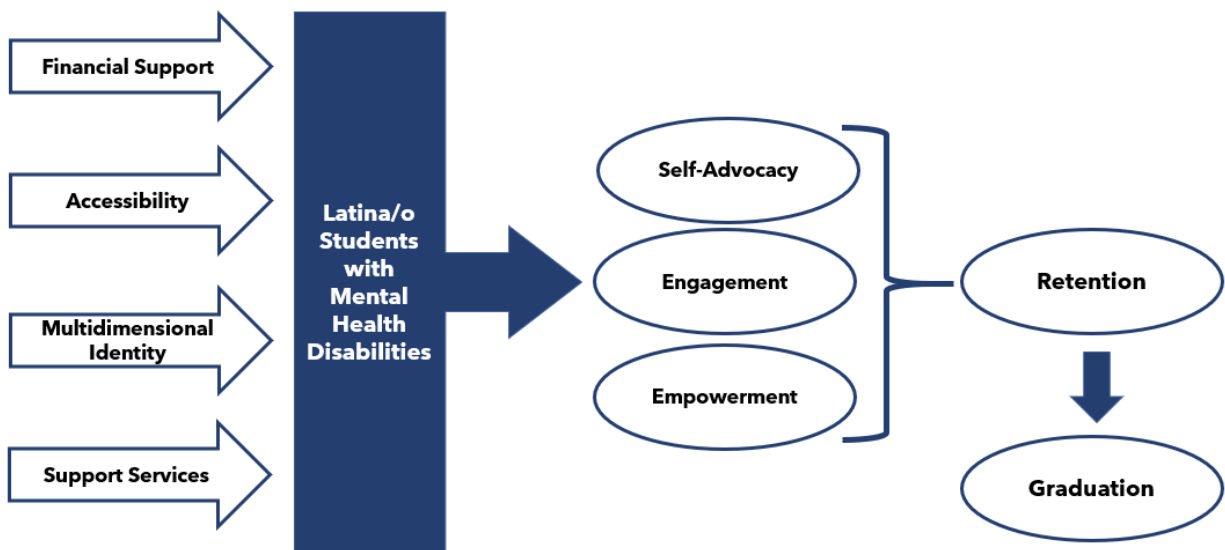 Financial Support
Accessibility
Multidimensional
Identity
Support Services
Latina/o
Students
with
Mental
Health
Disabilities
Self-Advocacy
Engagement
Empowerment
Retention
Graduation